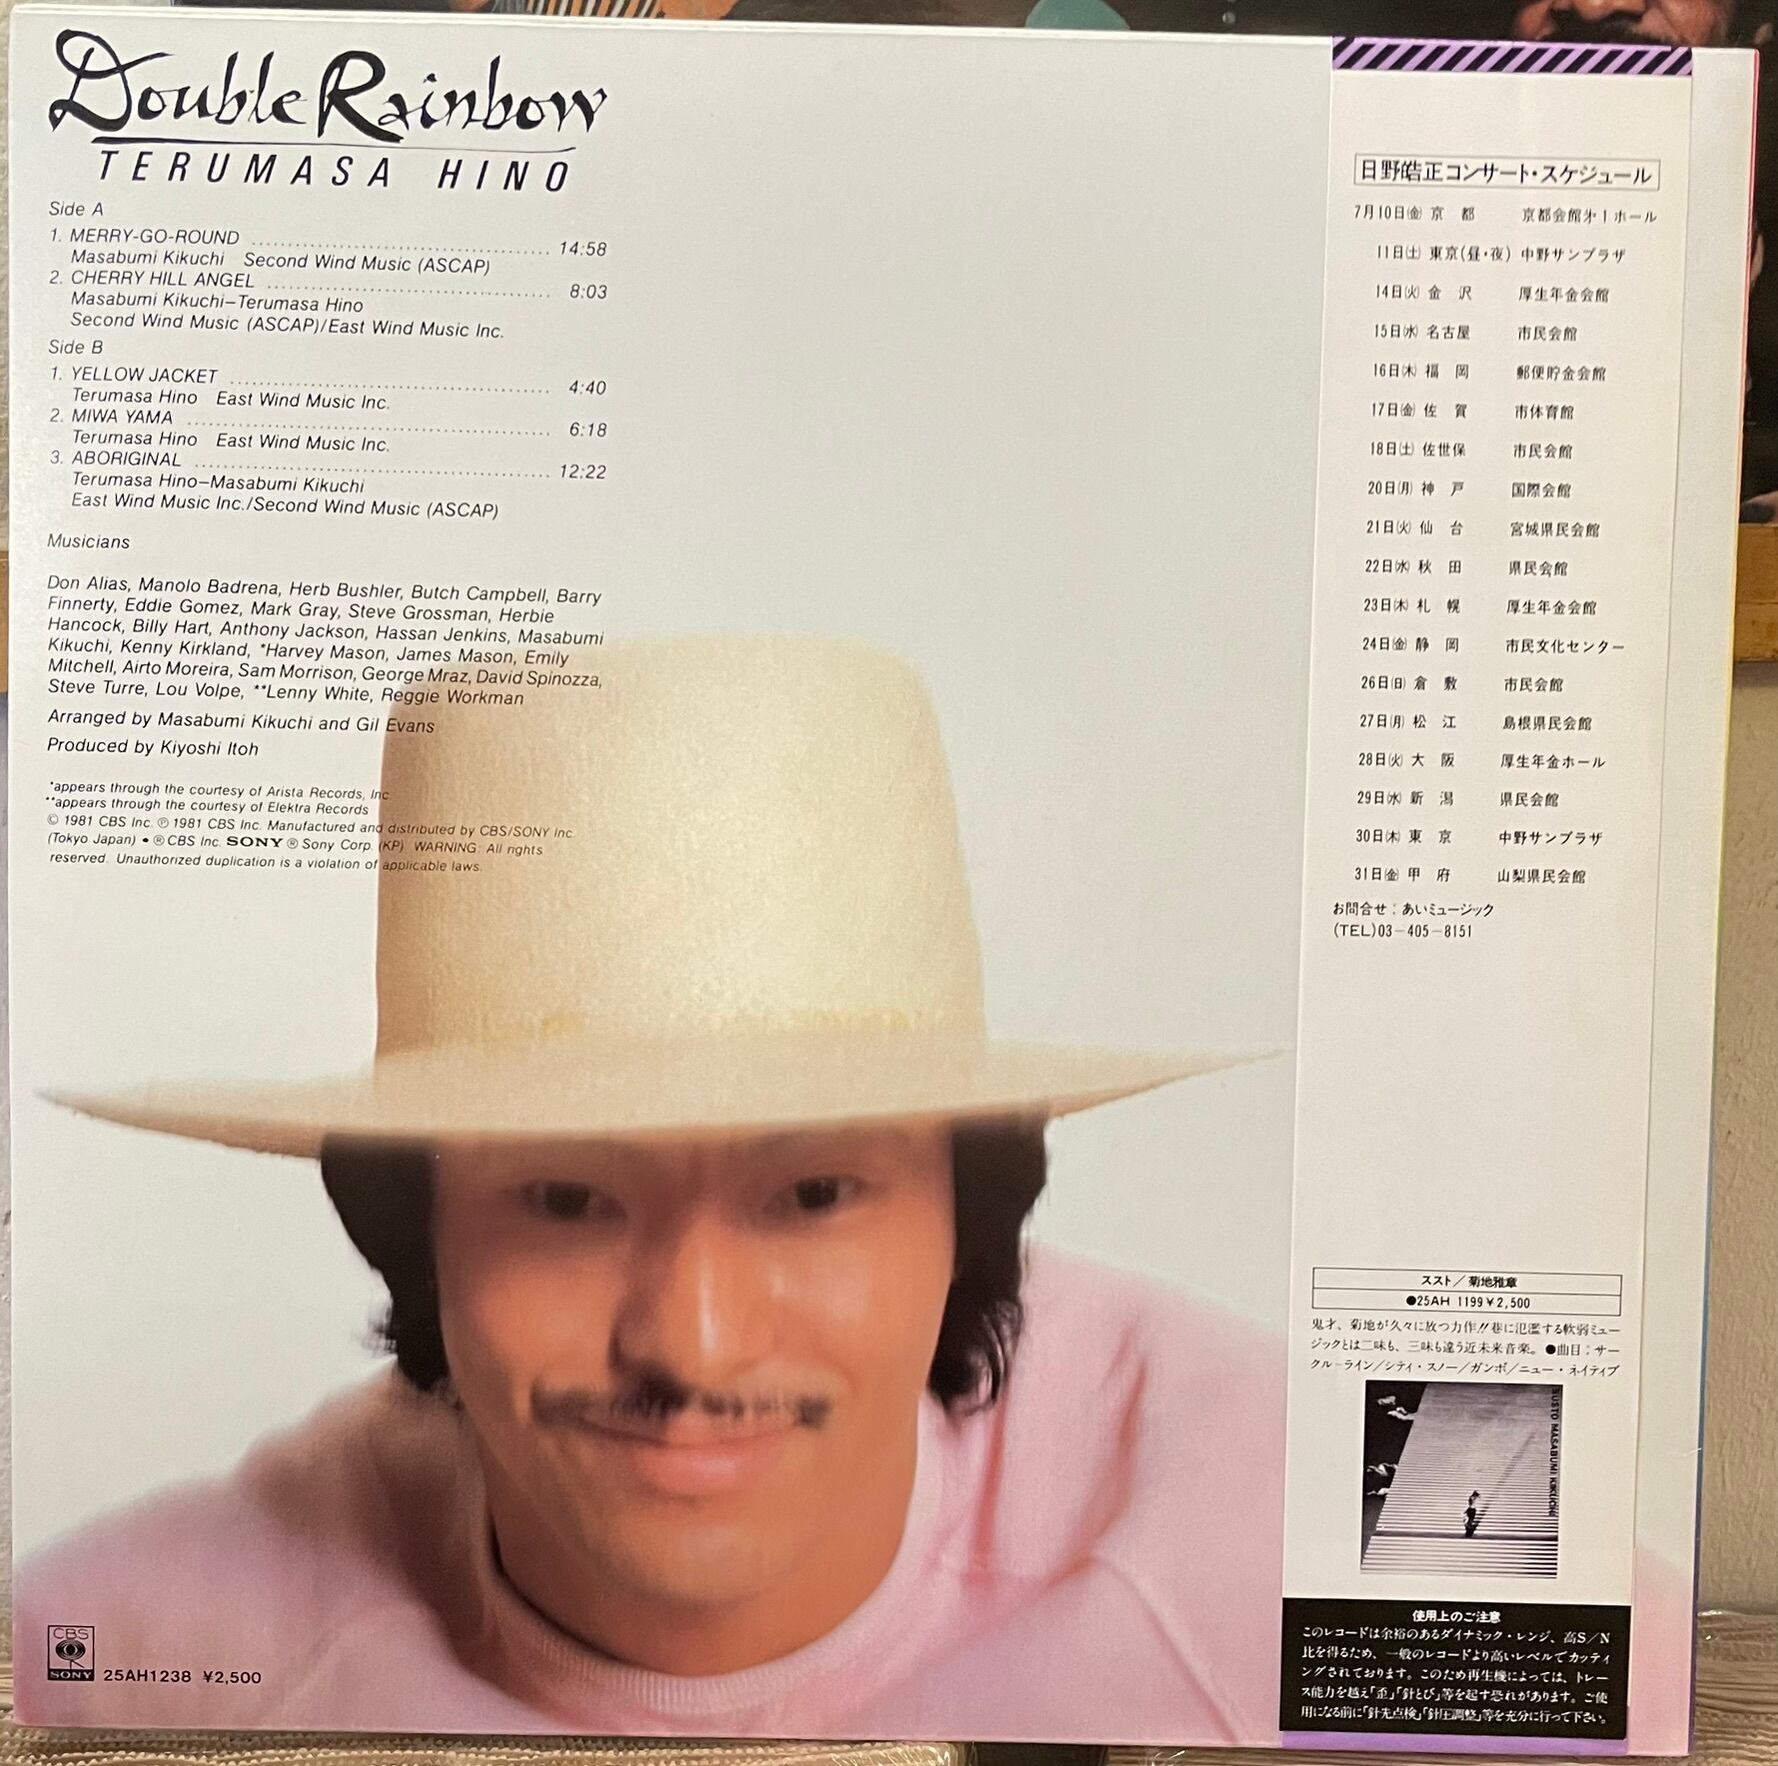 Double Rainbow
TERUMASA HINO
Side A
1. MERRY-GO-ROUND ........................................ 14:58
Masabumi Kikuchi Second Wind Music (ASCAP)
2. CHERRY HILL ANGEL ...................................... 8:03
Masabumi Kikuchi–Terumasa Hino
Second Wind Music (ASCAP)/East Wind Music Inc.
Side B
1. YELLOW JACKET ........................................... 4:40
Terumasa Hino East Wind Music Inc.
2. MIWA YAMA ................................................ 6:18
Terumasa Hino East Wind Music Inc.
3. ABORIGINAL ............................................... 12:22
Terumasa Hino–Masabumi Kikuchi
East Wind Music Inc./Second Wind Music (ASCAP)
Musicians
Don Alias, Manolo Badrena, Herb Bushler, Butch Campbell, Barry
Finnerty, Eddie Gomez, Mark Gray, Steve Grossman, Herbie
Hancock, Billy Hart, Anthony Jackson, Hassan Jenkins, Masabumi
Kikuchi, Kenny Kirkland, *Harvey Mason, James Mason, Emily
Mitchell, Airto Moreira, Sam Morrison, George Mraz, David Spinozza,
Steve Turre, Lou Volpe, **Lenny White, Reggie Workman
Arranged by Masabumi Kikuchi and Gil Evans
Produced by Kiyoshi Itoh
*appears through the courtesy of Arista Records, Inc.
**appears through the courtesy of Elektra Records
© 1981 CBS Inc. ℗ 1981 CBS Inc. Manufactured and distributed by CBS/SONY Inc.
(Tokyo Japan) • ® CBS Inc. SONY ® Sony Corp. (KP) WARNING: All rights
reserved. Unauthorized duplication is a violation of applicable laws.
CBS
SONY 25AH1238 ¥2,500
日野皓正コンサート・スケジュール
7月10日㈮ 京 都 京都会館㐧1ホール
11日㈯ 東京(昼・夜) 中野サンプラザ
14日㈫ 金 沢 厚生年金会館
15日㈬ 名古屋 市民会館
16日㈭ 福 岡 郵便貯金会館
17日㈮ 佐 賀 市体育館
18日㈯ 佐世保 市民会館
20日㈪ 神 戸 国際会館
21日㈫ 仙 台 宮城県民会館
22日㈬ 秋 田 県民会館
23日㈭ 札 幌 厚生年金会館
24日㈮ 静 岡 市民文化センター
26日㈰ 倉 敷 市民会館
27日㈪ 松 江 島根県民会館
28日㈫ 大 阪 厚生年金ホール
29日㈬ 新 潟 県民会館
30日㈭ 東 京 中野サンプラザ
31日㈮ 甲 府 山梨県民会館
お問合せ：あいミュージック
(TEL)03－405－8151
ススト／菊地雅章
●25AH 1199￥2,500
鬼才、菊地が久々に放つ力作!!巷に氾濫する軟弱ミュー
ジックとは二味も、三味も違う近未来音楽。●曲目：サー
クル-ライン／シティ・スノー／ガンボ／ニュー・ネイティブ
SUSTO MASABUMI KIKUCHI
使用上のご注意
このレコードは余裕のあるダイナミック・レンジ、高S／N
比を得るため、一般のレコードより高いレベルでカッティ
ングされております。このため再生機によっては、トレー
ス能力を越え「歪」「針とび」等を起す恐れがあります。ご使
用になる前に「針先点検」「針圧調整」等を充分に行って下さい。